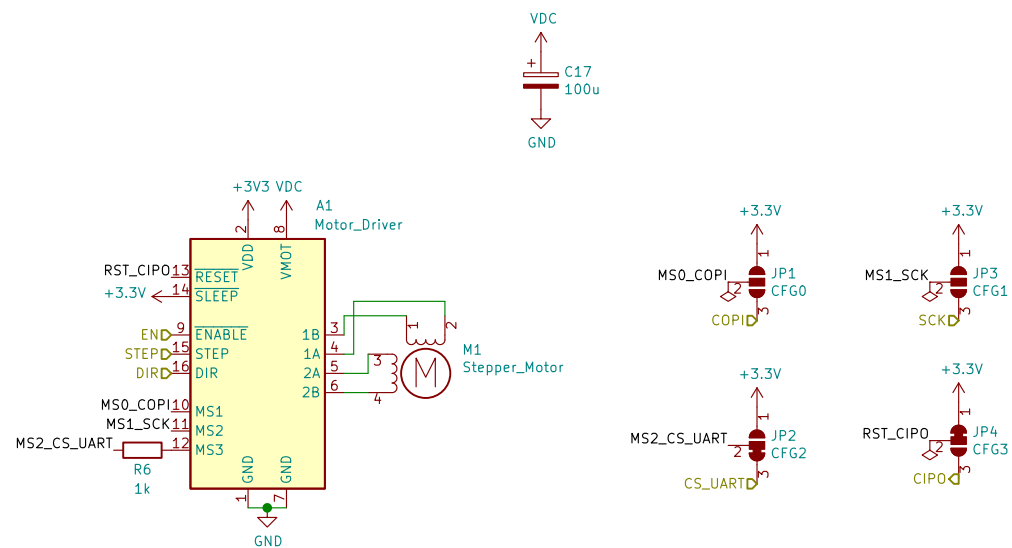 VDC
+
C17
100u
GND
+3V3 VDC
A1
Motor_Driver
2 8
VDD VMOT
RST_CIPO 13 RESET
+3.3V 14 SLEEP
EN 9 ENABLE
STEP 15 STEP
DIR 16 DIR
MS0_COPI 10 MS1
MS1_SCK 11 MS2
MS2_CS_UART 12 MS3
R6
1k
1B 3
1A 4
2A 5
2B 6
GND GND
1 7
GND
1 2
3
4
M
M1
Stepper_Motor
+3.3V
1
MS0_COPI 2
JP1
CFG0
3
COPI
+3.3V
1
MS1_SCK 2
JP3
CFG1
3
SCK
+3.3V
1
MS2_CS_UART 2
JP2
CFG2
3
CS_UART
+3.3V
1
RST_CIPO 2
JP4
CFG3
3
CIPO